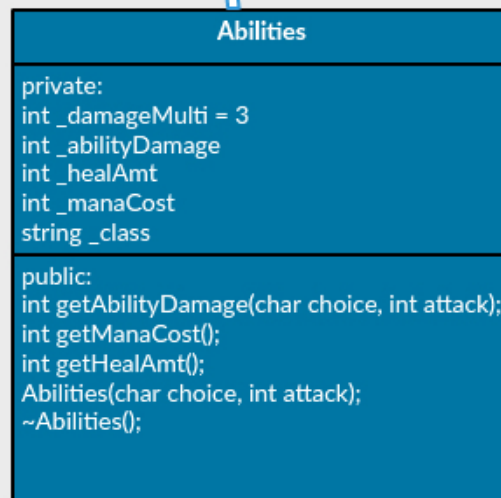 Abilities
private:
int _damageMulti = 3
int _abilityDamage
int _healAmt
int _manaCost
string _class
public:
int getAbilityDamage(char choice, int attack);
int getManaCost();
int getHealAmt();
Abilities(char choice, int attack);
~Abilities();